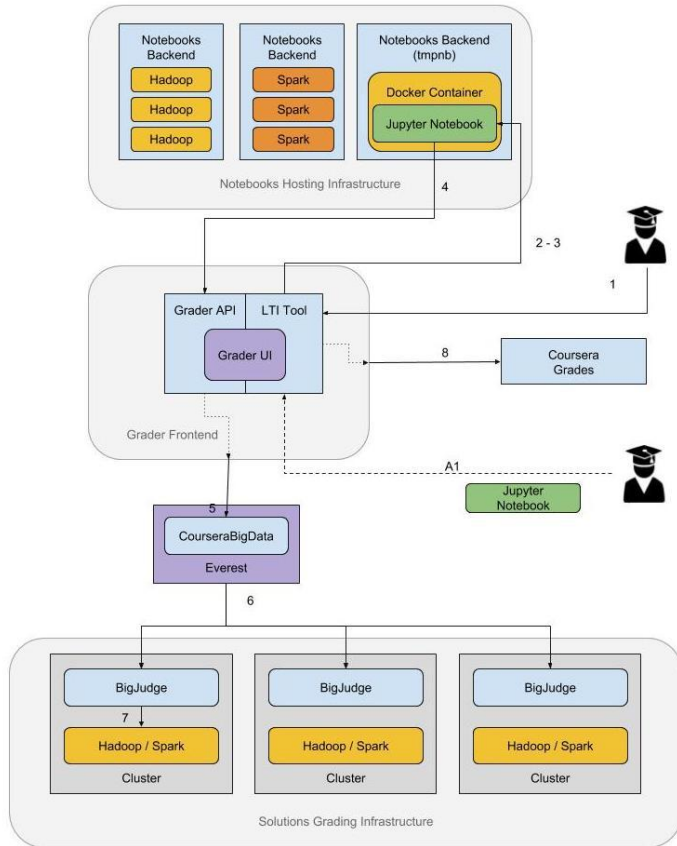 Notebooks
Backend
Hadoop
Hadoop
Hadoop
Notebooks
Backend
Spark
Spark
Spark
Notebooks Backend
(tmpnb)
Docker Container
Jupyter Notebook
Notebooks Hosting Infrastructure
4
2 - 3
1
Grader API
LTI Tool
Grader UI
8
Coursera
Grades
Grader Frontend
A1
Jupyter
Notebook
5
CourseraBigData
Everest
6
BigJudge
7
Hadoop / Spark
Cluster
BigJudge
Hadoop / Spark
Cluster
BigJudge
Hadoop / Spark
Cluster
Solutions Grading Infrastructure